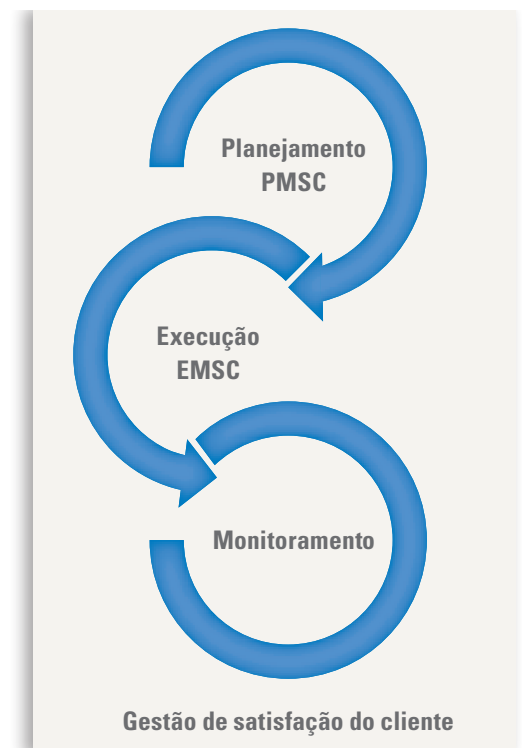 Planejamento
PMSC
Execução
EMSC
Monitoramento
Gestão de satisfação do cliente